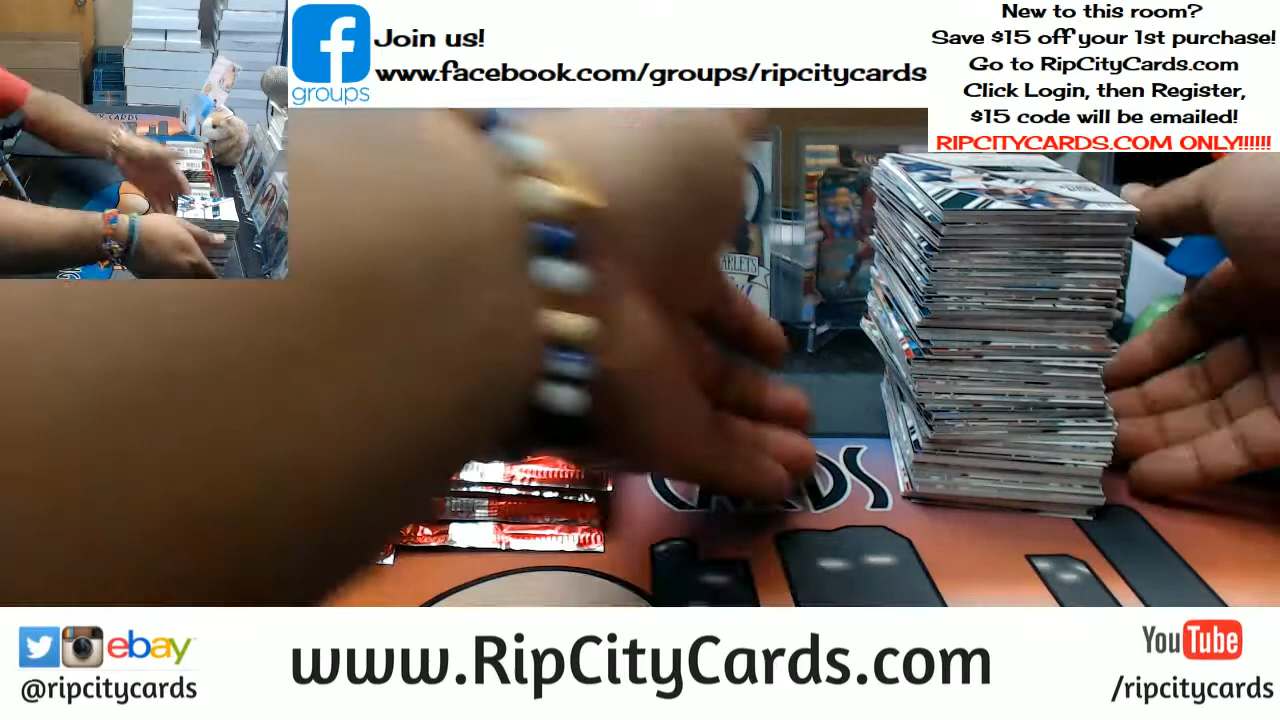 groups
Join us!
www.facebook.com/groups/ripcitycards
New to this room?
Save $15 off your 1st purchase!
Go to RipCityCards.com
Click Login, then Register,
$15 code will be emailed!
RIPCITYCARDS.COM ONLY!!!!!!
CARDS
CARDS
ebay
@ripcitycards
www.RipCityCards.com
YouTube
/ripcitycards